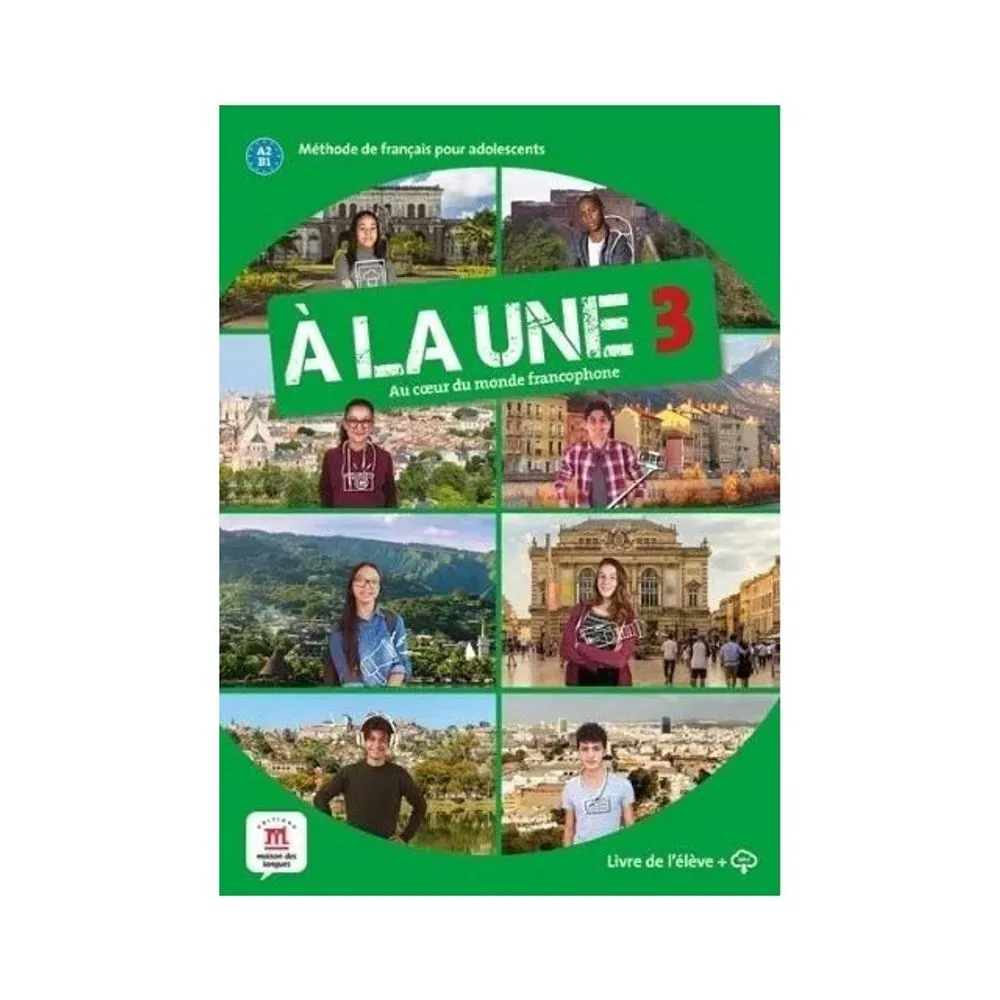 A2
B1
Méthode de français pour adolescents
À LA UNE 3
Au cœur du monde francophone
ÉDITIONS
maison des
langues
Livre de l'élève +